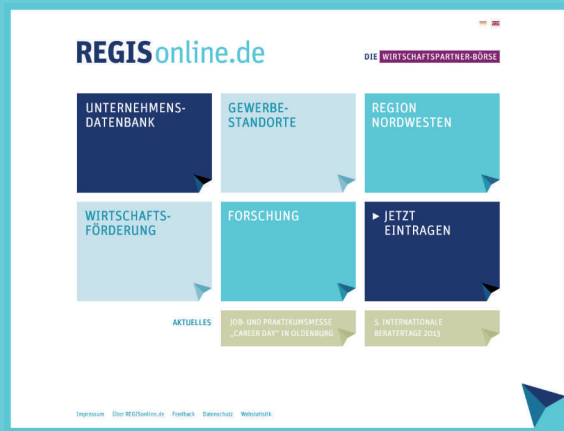 REGISonline.de
DIE WIRTSCHAFTSPARTNER-BÖRSE
UNTERNEHMENS-
DATENBANK
GEWERBE-
STANDORTE
REGION
NORDWESTEN
WIRTSCHAFTS-
FÖRDERUNG
FORSCHUNG
► JETZT
EINTRAGEN
AKTUELLES
JOB- UND PRAKTIKUMSMESSE
„CAREER DAY“ IN OLDENBURG
5. INTERNATIONALE
BERATERTAGE 2013
Impressum Über REGISonline.de Feedback Datenschutz Webstatistik